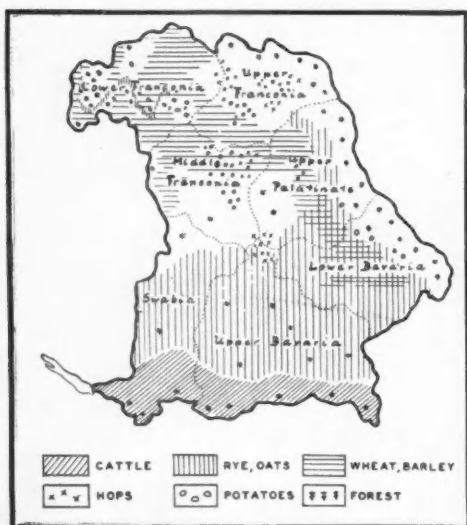 Lower Franconia
Upper
Franconia
Middle
Franconia
Upper
Palatinate
Lower Bavaria
Swabia
Upper Bavaria
CATTLE
RYE, OATS
WHEAT, BARLEY
HOPS
POTATOES
FOREST